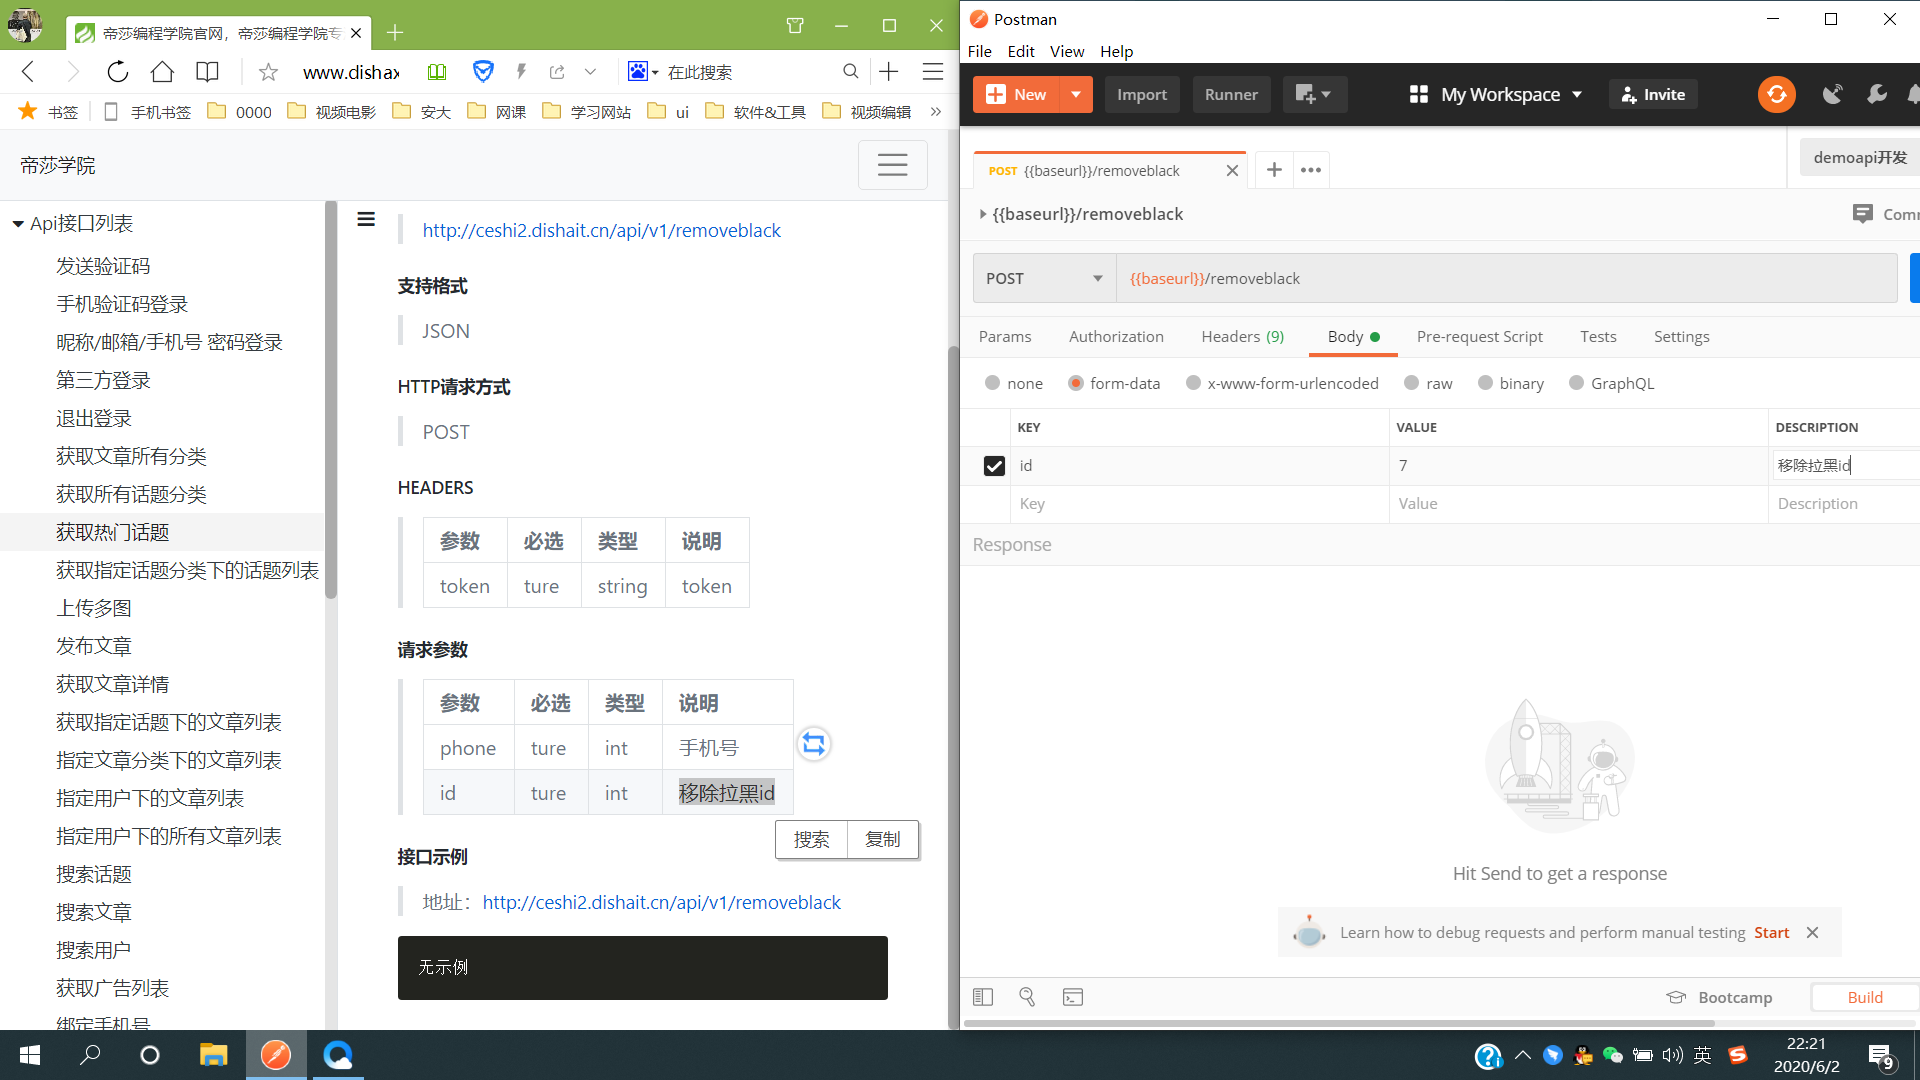 帝莎编程学院官网，帝莎编程学院专
www.dishax
在此搜索
书签
手机书签
0000
视频电影
安大
网课
学习网站
ui
软件&工具
视频编辑
»
帝莎学院
Api接口列表
发送验证码
手机验证码登录
昵称/邮箱/手机号 密码登录
第三方登录
退出登录
获取文章所有分类
获取所有话题分类
获取热门话题
获取指定话题分类下的话题列表
上传多图
发布文章
获取文章详情
获取指定话题下的文章列表
指定文章分类下的文章列表
指定用户下的文章列表
指定用户下的所有文章列表
搜索话题
搜索文章
搜索用户
获取广告列表
绑定手机号
http://ceshi2.dishait.cn/api/v1/removeblack
支持格式
JSON
HTTP请求方式
POST
HEADERS
参数 必选 类型 说明
token ture string token
请求参数
参数 必选 类型 说明
phone ture int 手机号
id ture int 移除拉黑id
搜索 复制
接口示例
地址：http://ceshi2.dishait.cn/api/v1/removeblack
无示例
Postman
File Edit View Help
New
Import
Runner
My Workspace
Invite
POST {{baseurl}}/removeblack
demoapi开发
{{baseurl}}/removeblack
POST
{{baseurl}}/removeblack
Params
Authorization
Headers (9)
Body
Pre-request Script
Tests
Settings
none
form-data
x-www-form-urlencoded
raw
binary
GraphQL
KEY VALUE DESCRIPTION
id 7 移除拉黑id
Key Value Description
Response
Hit Send to get a response
Learn how to debug requests and perform manual testing Start
Bootcamp
Build
英
22:21
2020/6/2
9